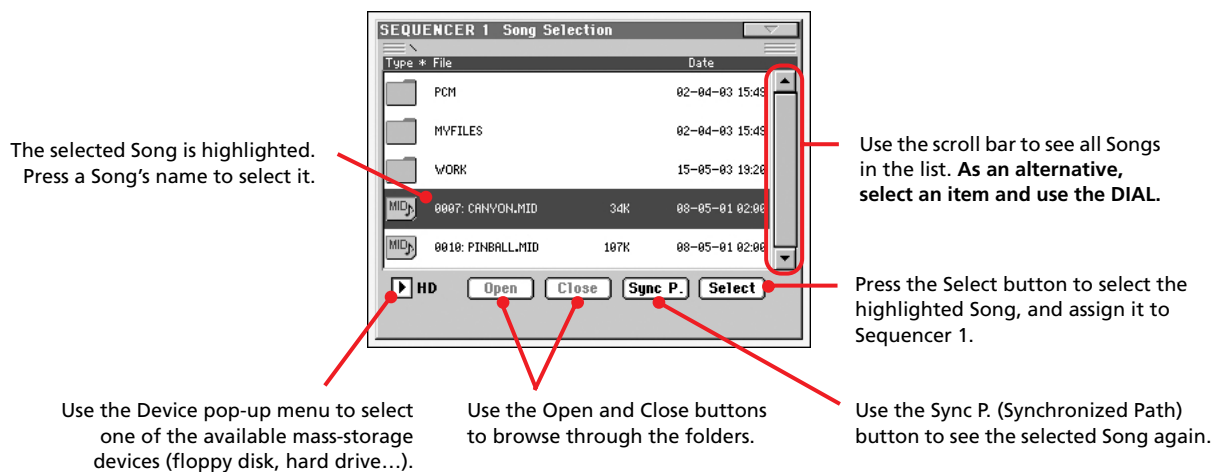 SEQUENCER 1 Song Selection
Type * File Date
PCM 02-04-03 15:49
MYFILES 02-04-03 15:49
WORK 15-05-03 19:20
MID 0007: CANYON.MID 34K 08-05-01 02:00
MID 0010: PINBALL.MID 107K 08-05-01 02:00
HD Open Close Sync P. Select
The selected Song is highlighted.
Press a Song's name to select it.
Use the scroll bar to see all Songs
in the list. As an alternative,
select an item and use the DIAL.
Press the Select button to select the
highlighted Song, and assign it to
Sequencer 1.
Use the Device pop-up menu to select
one of the available mass-storage
devices (floppy disk, hard drive…).
Use the Open and Close buttons
to browse through the folders.
Use the Sync P. (Synchronized Path)
button to see the selected Song again.